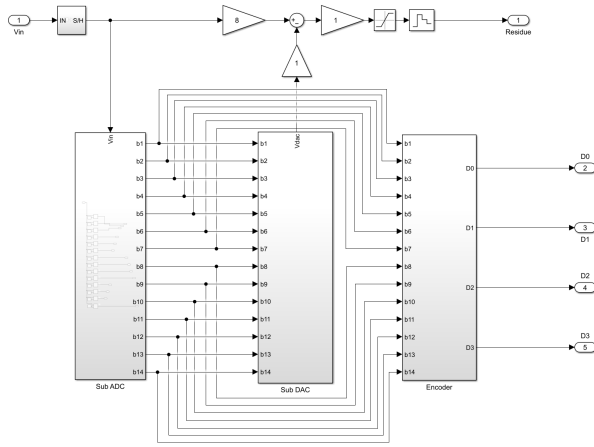 1
Vin
IN S/H
8
+
−
1
1
Residue
1
Vin
b1
b2
b3
b4
b5
b6
b7
b8
b9
b10
b11
b12
b13
b14
Sub ADC
Vdac
b1
b2
b3
b4
b5
b6
b7
b8
b9
b10
b11
b12
b13
b14
Sub DAC
b1
b2
b3
b4
b5
b6
b7
b8
b9
b10
b11
b12
b13
b14
D0
D1
D2
D3
Encoder
D0
2
3
D1
D2
4
D3
5